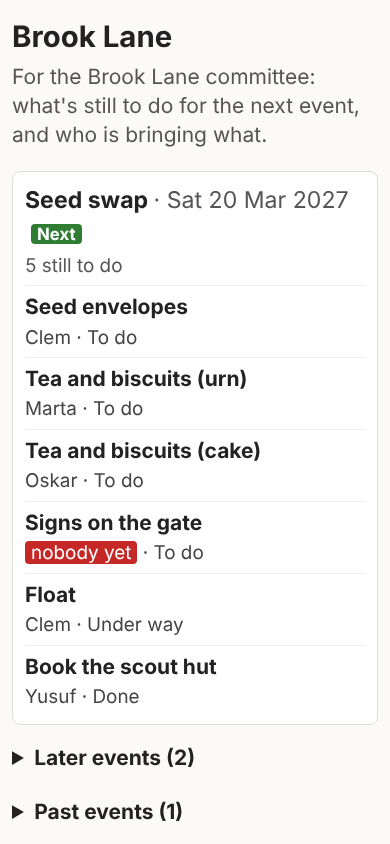 Brook Lane
For the Brook Lane committee:
what's still to do for the next event,
and who is bringing what.
Seed swap · Sat 20 Mar 2027
Next
5 still to do
Seed envelopes
Clem · To do
Tea and biscuits (urn)
Marta · To do
Tea and biscuits (cake)
Oskar · To do
Signs on the gate
nobody yet · To do
Float
Clem · Under way
Book the scout hut
Yusuf · Done
Later events (2)
Past events (1)